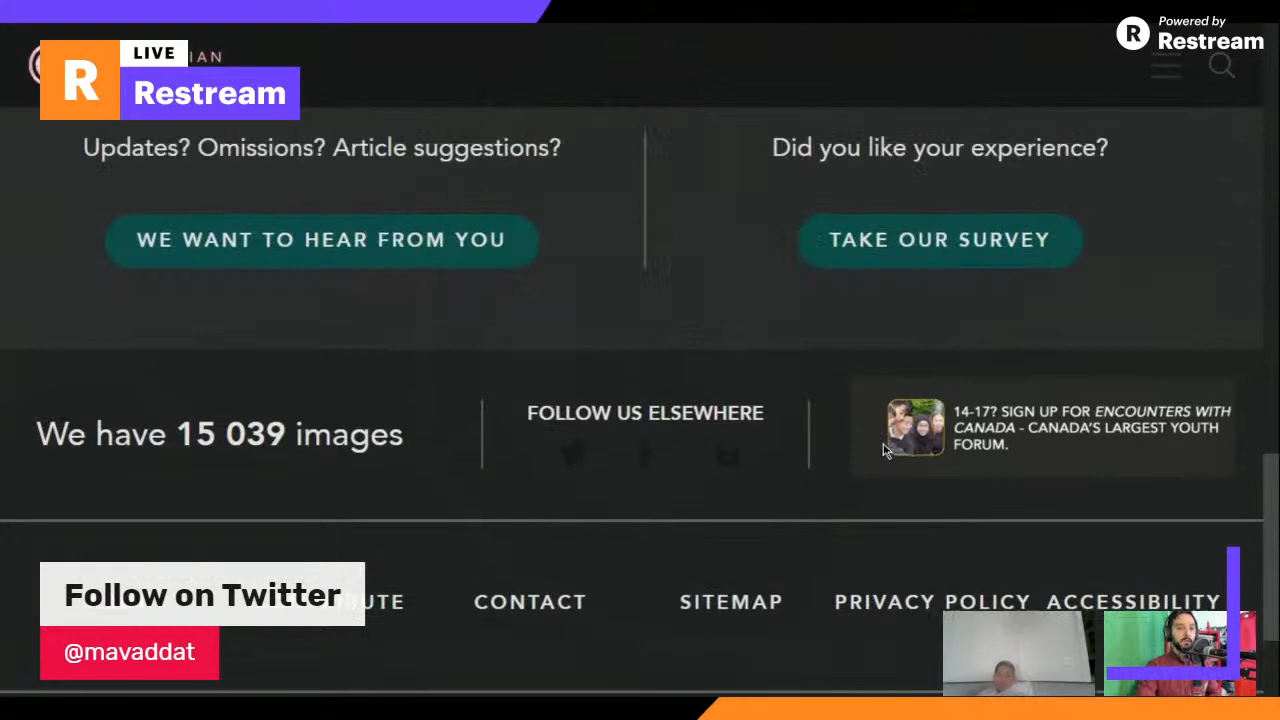 Powered by
R Restream
LIVE
IAN
R
Restream
Updates? Omissions? Article suggestions?
Did you like your experience?
WE WANT TO HEAR FROM YOU
TAKE OUR SURVEY
We have 15 039 images
FOLLOW US ELSEWHERE
14-17? SIGN UP FOR ENCOUNTERS WITH
CANADA - CANADA'S LARGEST YOUTH
FORUM.
Follow on Twitter
UTE
CONTACT
SITEMAP
PRIVACY POLICY
ACCESSIBILITY
@mavaddat